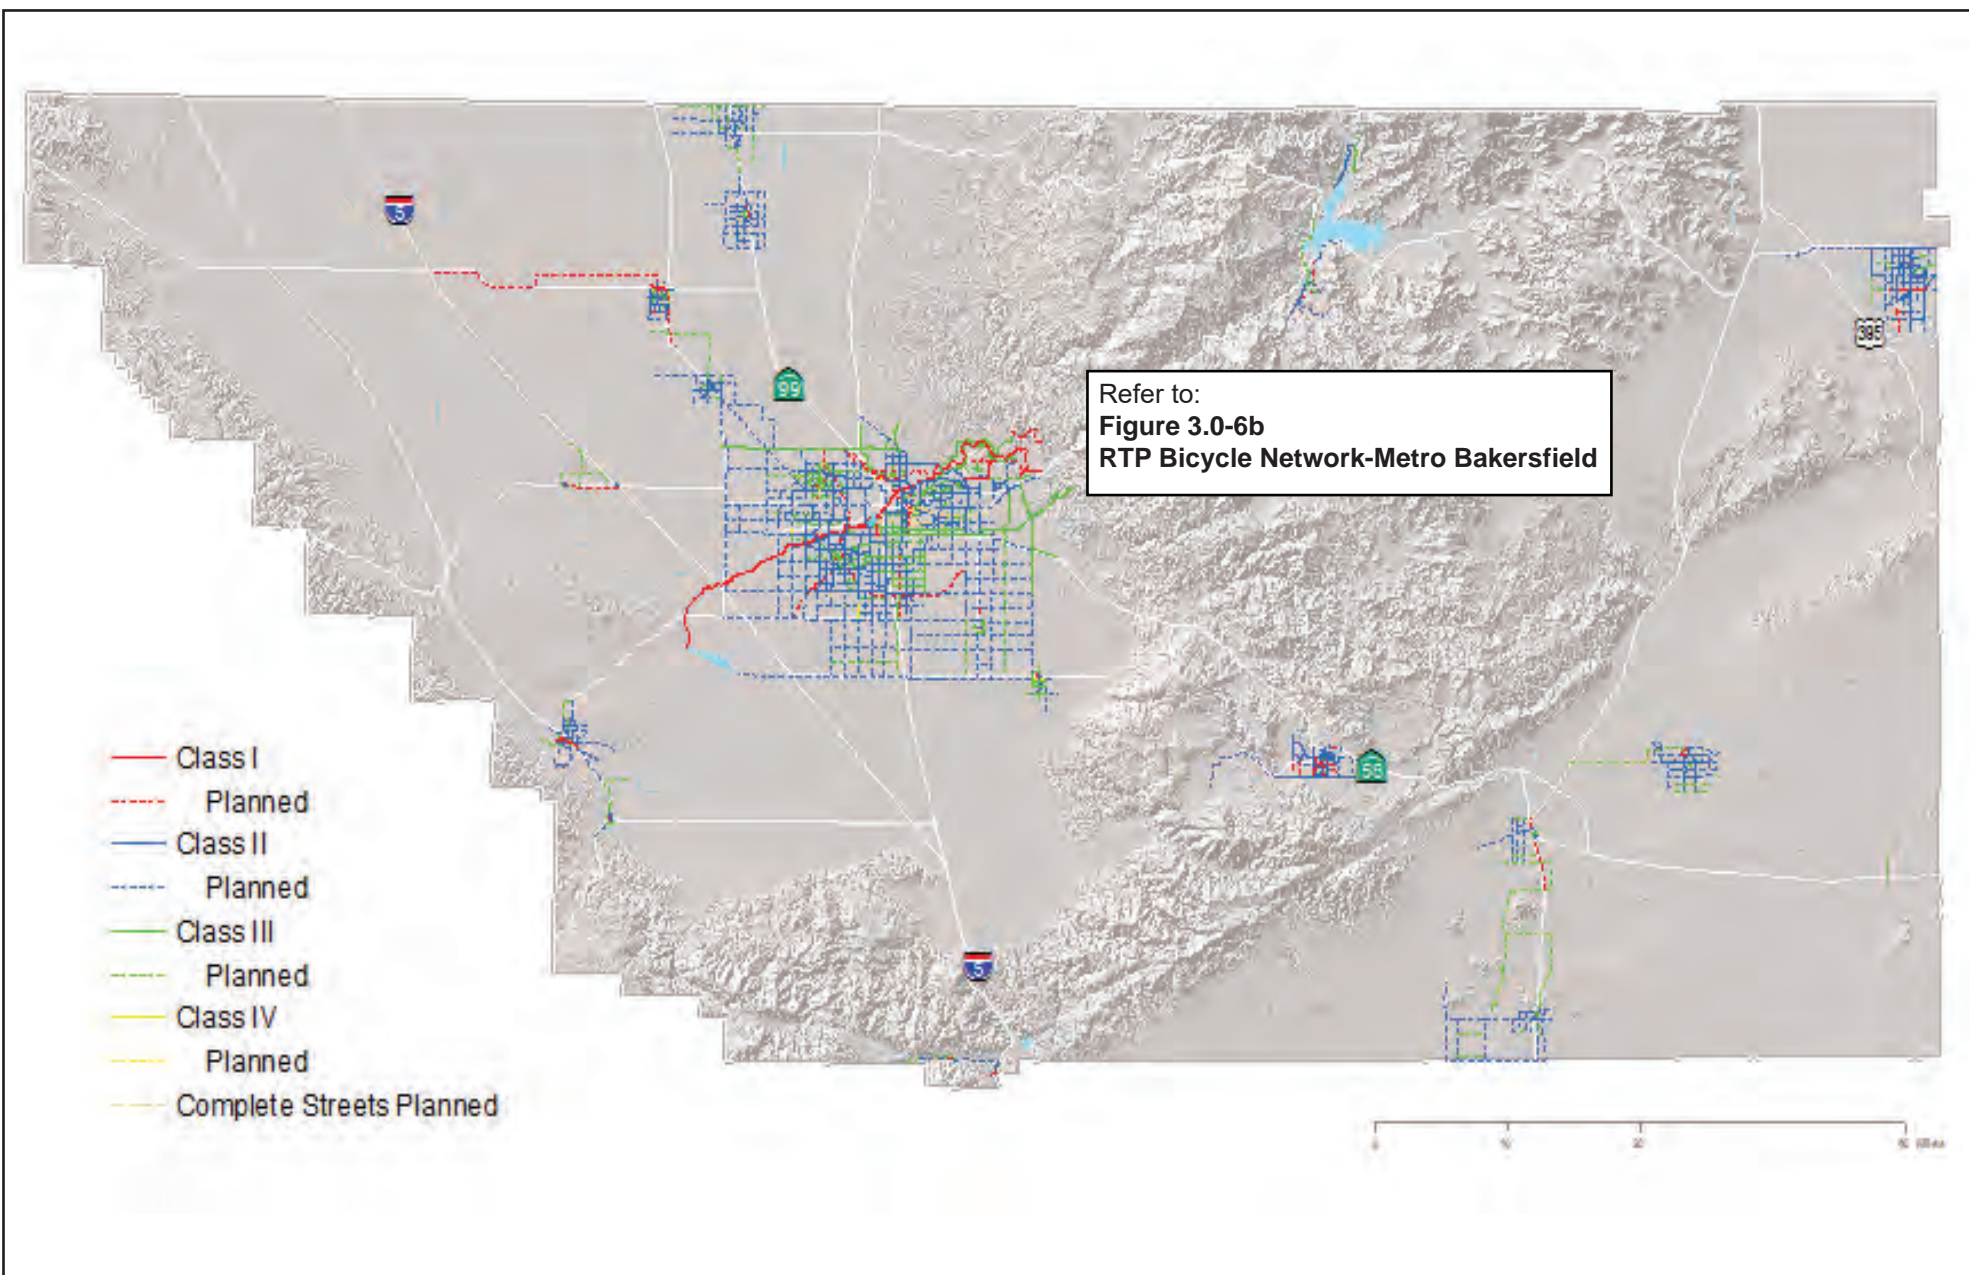 5
99
395
Refer to:
Figure 3.0-6b
RTP Bicycle Network-Metro Bakersfield
58
5
Class I
Planned
Class II
Planned
Class III
Planned
Class IV
Planned
Complete Streets Planned